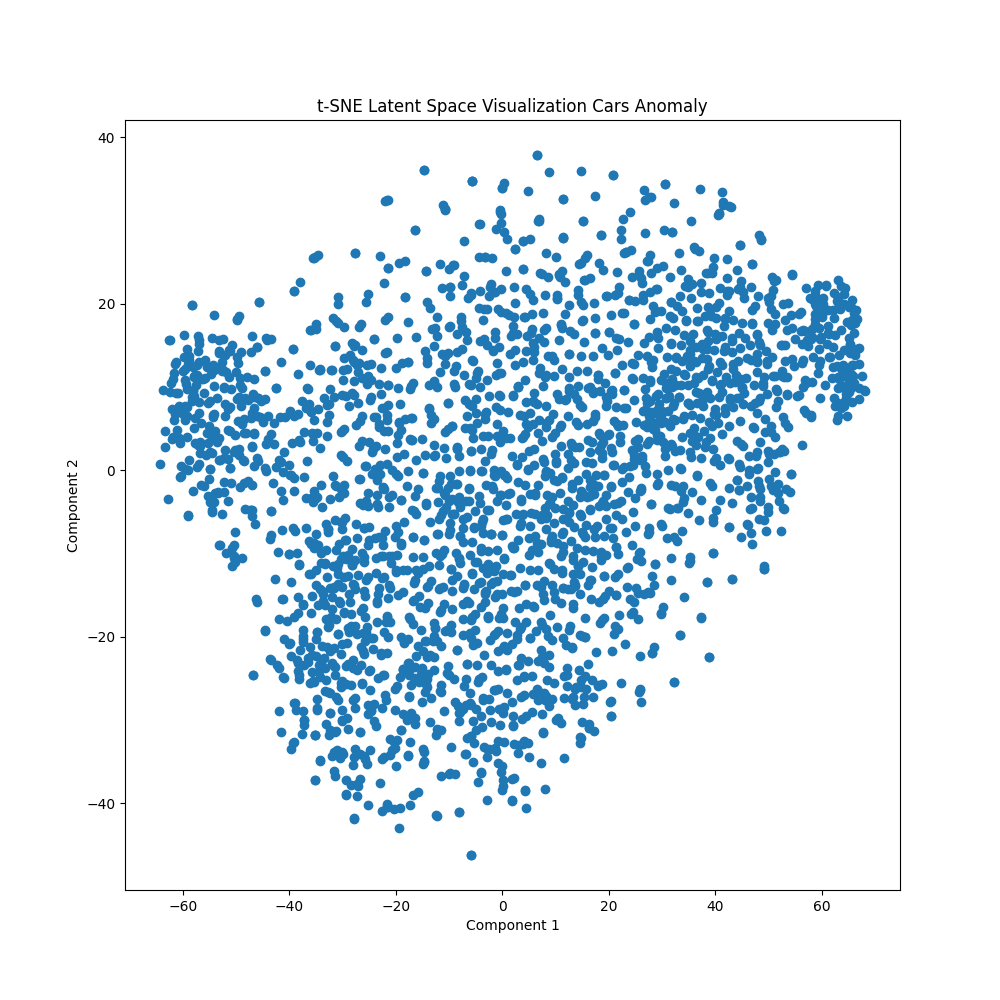 t-SNE Latent Space Visualization Cars Anomaly
40
20
0
−20
−40
Component 2
−60 −40 −20 0 20 40 60
Component 1